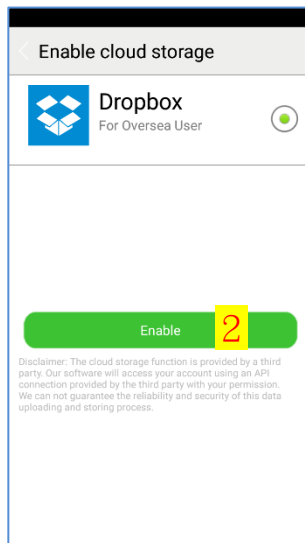 Enable cloud storage
Dropbox
For Oversea User
Enable
2
Disclaimer: The cloud storage function is provided by a third
party. Our software will access your account using an API
connection provided by the third party with your permission.
We can not guarantee the reliability and security of this data
uploading and storing process.